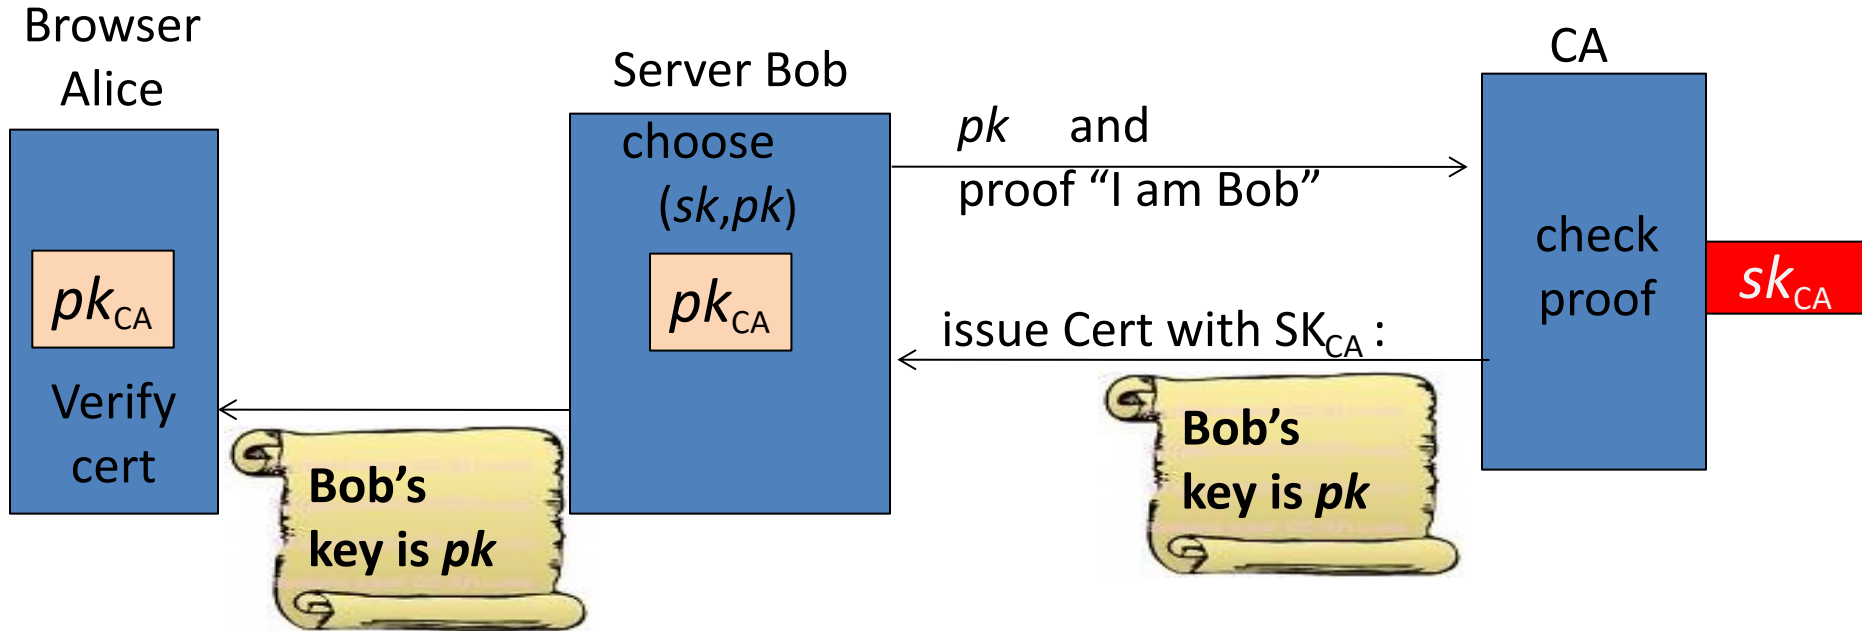 Browser
Alice
pkCA
Verify
cert
Server Bob
choose
(sk,pk)
pkCA
pk and
proof “I am Bob”
issue Cert with SKCA :
CA
check
proof
skCA
Bob’s
key is pk
Bob’s
key is pk